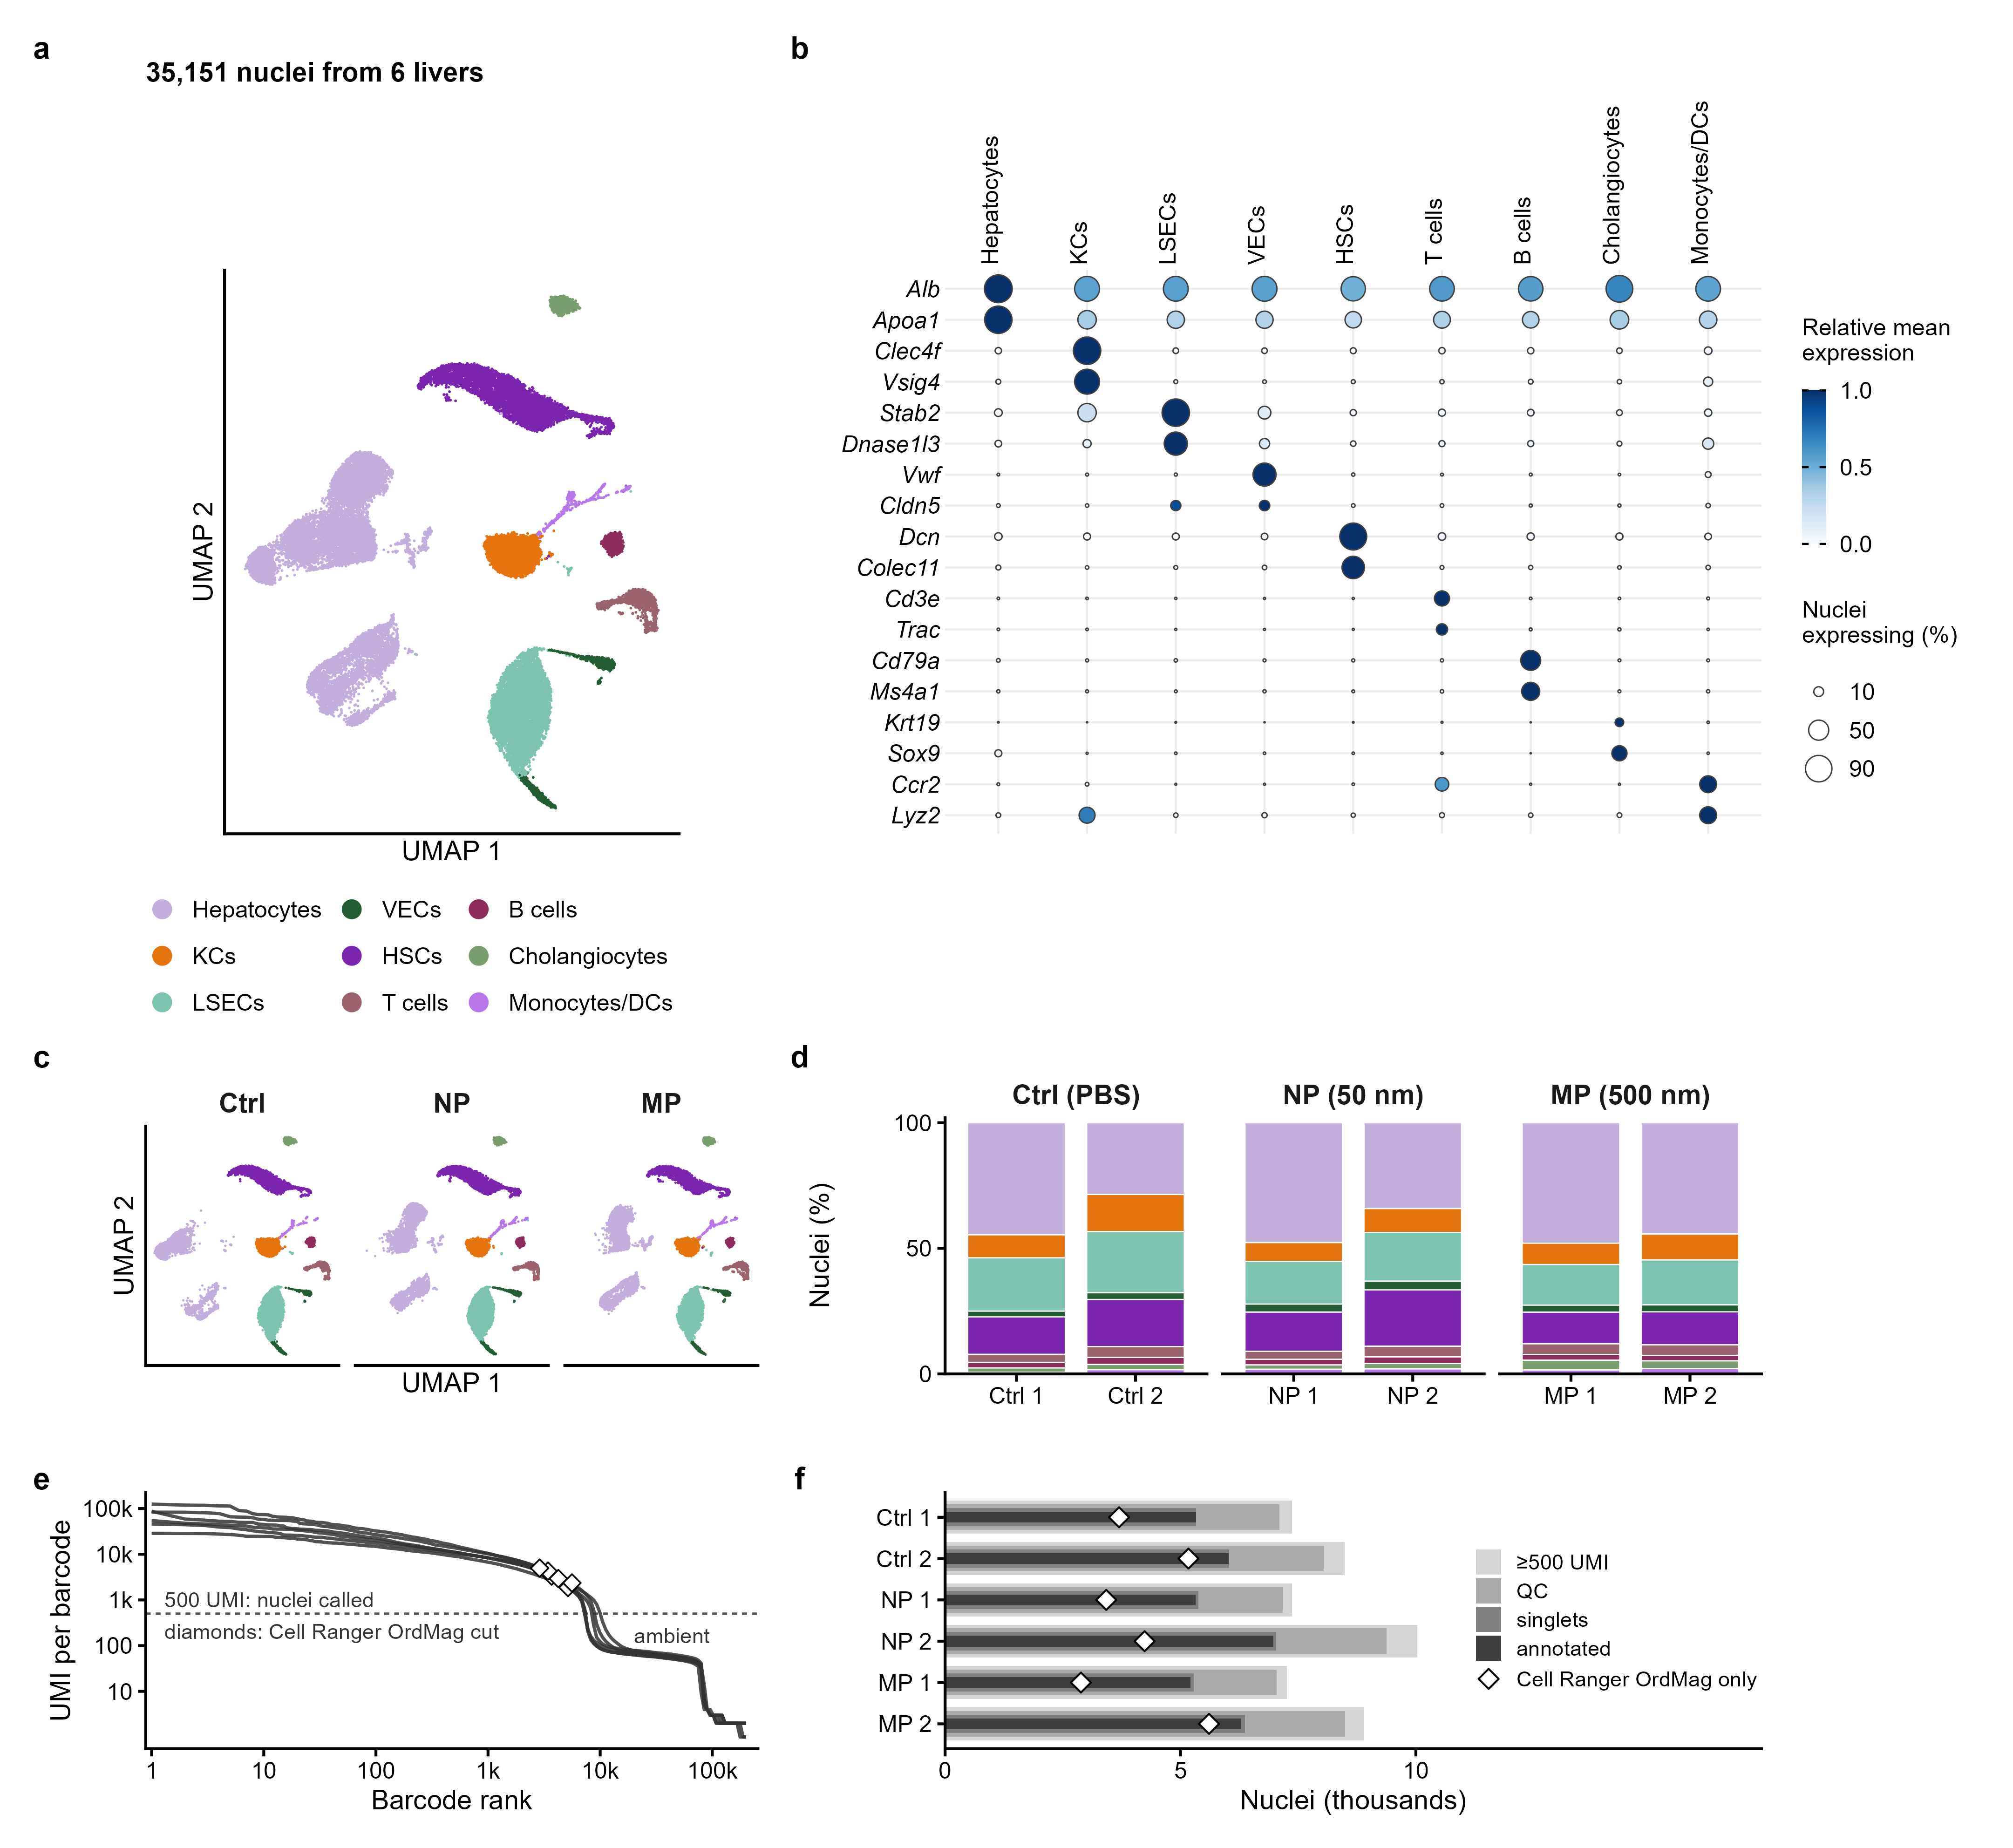 a
35,151 nuclei from 6 livers
UMAP 2
UMAP 1
Hepatocytes
VECs
B cells
KCs
HSCs
Cholangiocytes
LSECs
T cells
Monocytes/DCs
b
Hepatocytes
KCs
LSECs
VECs
HSCs
T cells
B cells
Cholangiocytes
Monocytes/DCs
Alb
Apoa1
Clec4f
Vsig4
Stab2
Dnase1l3
Vwf
Cldn5
Dcn
Colec11
Cd3e
Trac
Cd79a
Ms4a1
Krt19
Sox9
Ccr2
Lyz2
Relative mean
expression
1.0
0.5
0.0
Nuclei
expressing (%)
10
50
90
c
Ctrl
NP
MP
UMAP 2
UMAP 1
d
Ctrl (PBS)
NP (50 nm)
MP (500 nm)
Nuclei (%)
100
50
0
Ctrl 1
Ctrl 2
NP 1
NP 2
MP 1
MP 2
e
UMI per barcode
100k
10k
1k
100
10
500 UMI: nuclei called
diamonds: Cell Ranger OrdMag cut
ambient
1
10
100
1k
10k
100k
Barcode rank
f
Ctrl 1
Ctrl 2
NP 1
NP 2
MP 1
MP 2
≥500 UMI
QC
singlets
annotated
Cell Ranger OrdMag only
0
5
10
Nuclei (thousands)